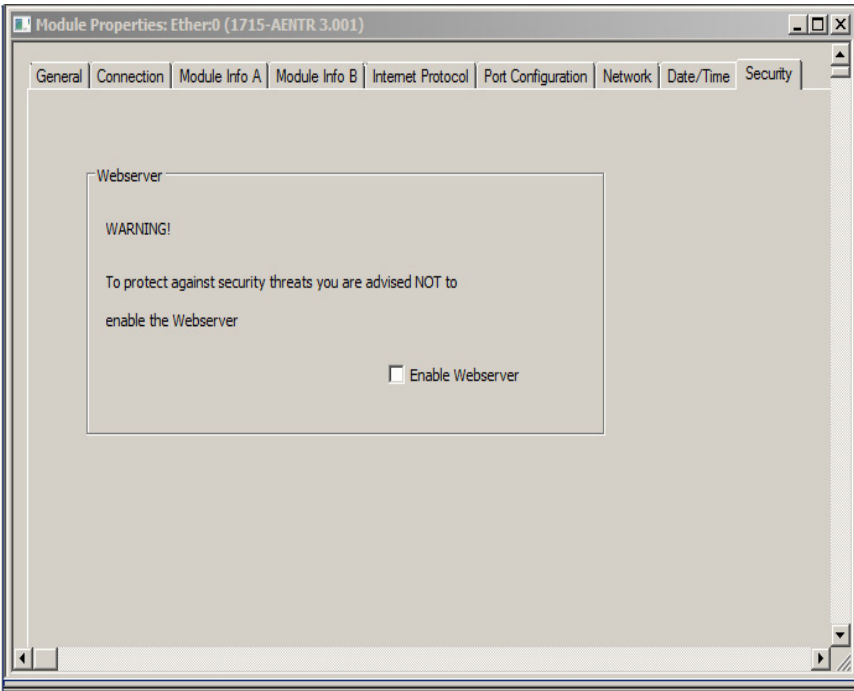 Module Properties: Ether:0 (1715-AENTR 3.001)
General Connection Module Info A Module Info B Internet Protocol Port Configuration Network Date/Time Security
Webserver
WARNING!
To protect against security threats you are advised NOT to
enable the Webserver
Enable Webserver